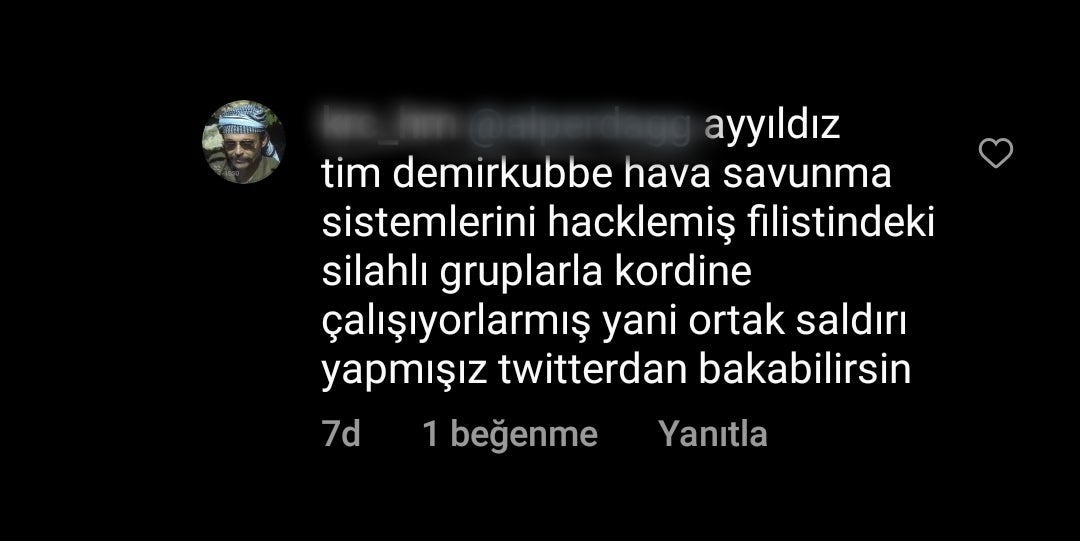 ayyıldız
tim demirkubbe hava savunma
sistemlerini hacklemiş filistindeki
silahlı gruplarla kordine
çalışıyorlarmış yani ortak saldırı
yapmışız twitterdan bakabilirsin
7d 1 beğenme Yanıtla